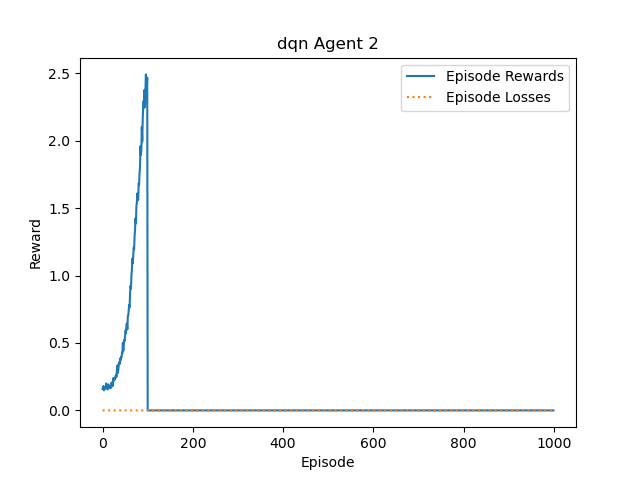 dqn Agent 2
Episode Rewards
Episode Losses
2.5
2.0
1.5
1.0
0.5
0.0
Reward
0 200 400 600 800 1000
Episode